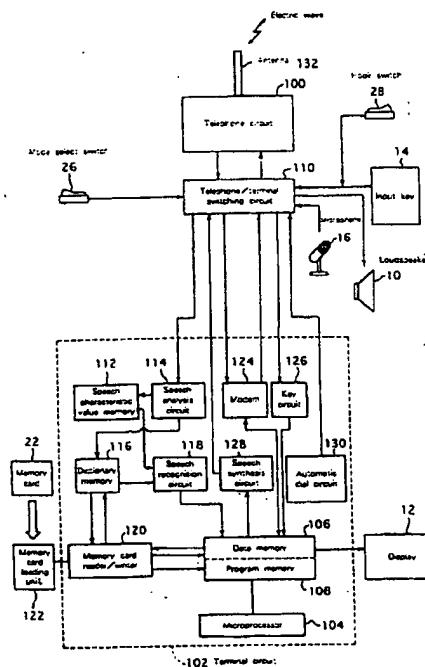 Electric wave
Antenna 132
100
Telephone circuit
Hook switch
28
Mode select switch
26
110
Telephone/terminal
switching circuit
14
Input key
Microphone
16
Loudspeaker
10
112
114
124
126
Speech characteristic
value memory
Speech analysis
circuit
Modem
Key
circuit
22
Memory
card
116
118
128
130
Dictionary
memory
Speech
recognition
circuit
Speech
synthesis
circuit
Automatic
dial circuit
120
106
12
Memory
card loading
unit
122
Memory card
reader/writer
Data memory
Program memory
108
Display
Microprocessor
104
102 Terminal circuit